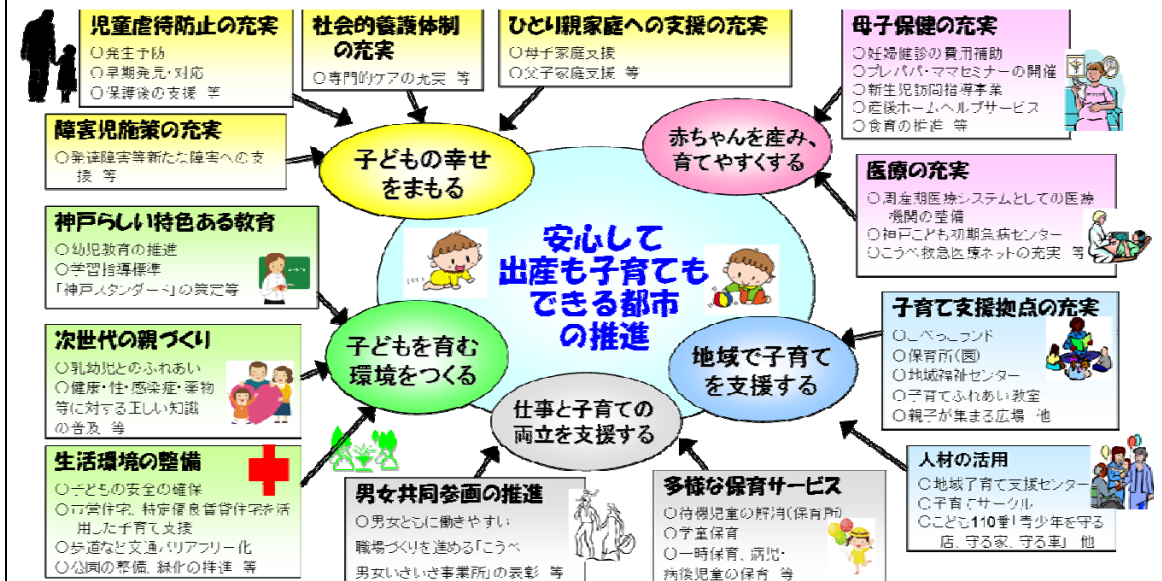 児童虐待防止の充実
○発生予防
○早期発見・対応
○保護後の支援 等
社会的養護体制
の充実
○専門的ケアの充実 等
ひとり親家庭への支援の充実
○母子家庭支援
○父子家庭支援 等
母子保健の充実
○妊婦健診の費用補助
○プレパパ・ママセミナーの開催
○新生児訪問指導事業
○産後ホームヘルプサービス
○食育の推進 等
障害児施策の充実
○発達障害等新たな障害への支
援 等
子どもの幸せ
をまもる
赤ちゃんを産み、
育てやすくする
医療の充実
○周産期医療システムとしての医療
機関の整備
○神戸こども初期急病センター
○こうべ救急医療ネットの充実 等
神戸らしい特色ある教育
○幼児教育の推進
○学習指導標準
「神戸スタンダード」の策定等
安心して
出産も子育ても
できる都市
の推進
次世代の親づくり
○乳幼児とのふれあい
○健康・性・感染症・薬物
等に対する正しい知識
の普及 等
子どもを育む
環境をつくる
地域で子育て
を支援する
子育て支援拠点の充実
○こべっこランド
○保育所(園)
○地域福祉センター
○子育てふれあい教室
○親子が集まる広場 他
仕事と子育ての
両立を支援する
生活環境の整備
○子どもの安全の確保
○市営住宅、特定優良賃貸住宅を活
用した子育て支援
○歩道など交通バリアフリー化
○公園の整備、緑化の推進 等
男女共同参画の推進
○男女ともに働きやすい
職場づくりを進める「こうべ
男女いきいき事業所」の表彰 等
多様な保育サービス
○待機児童の解消(保育所)
○学童保育
○一時保育、病児・
病後児童の保育 等
人材の活用
○地域子育て支援センター
○子育てサークル
○こども110番「青少年を守る
店、守る家、守る車」 他